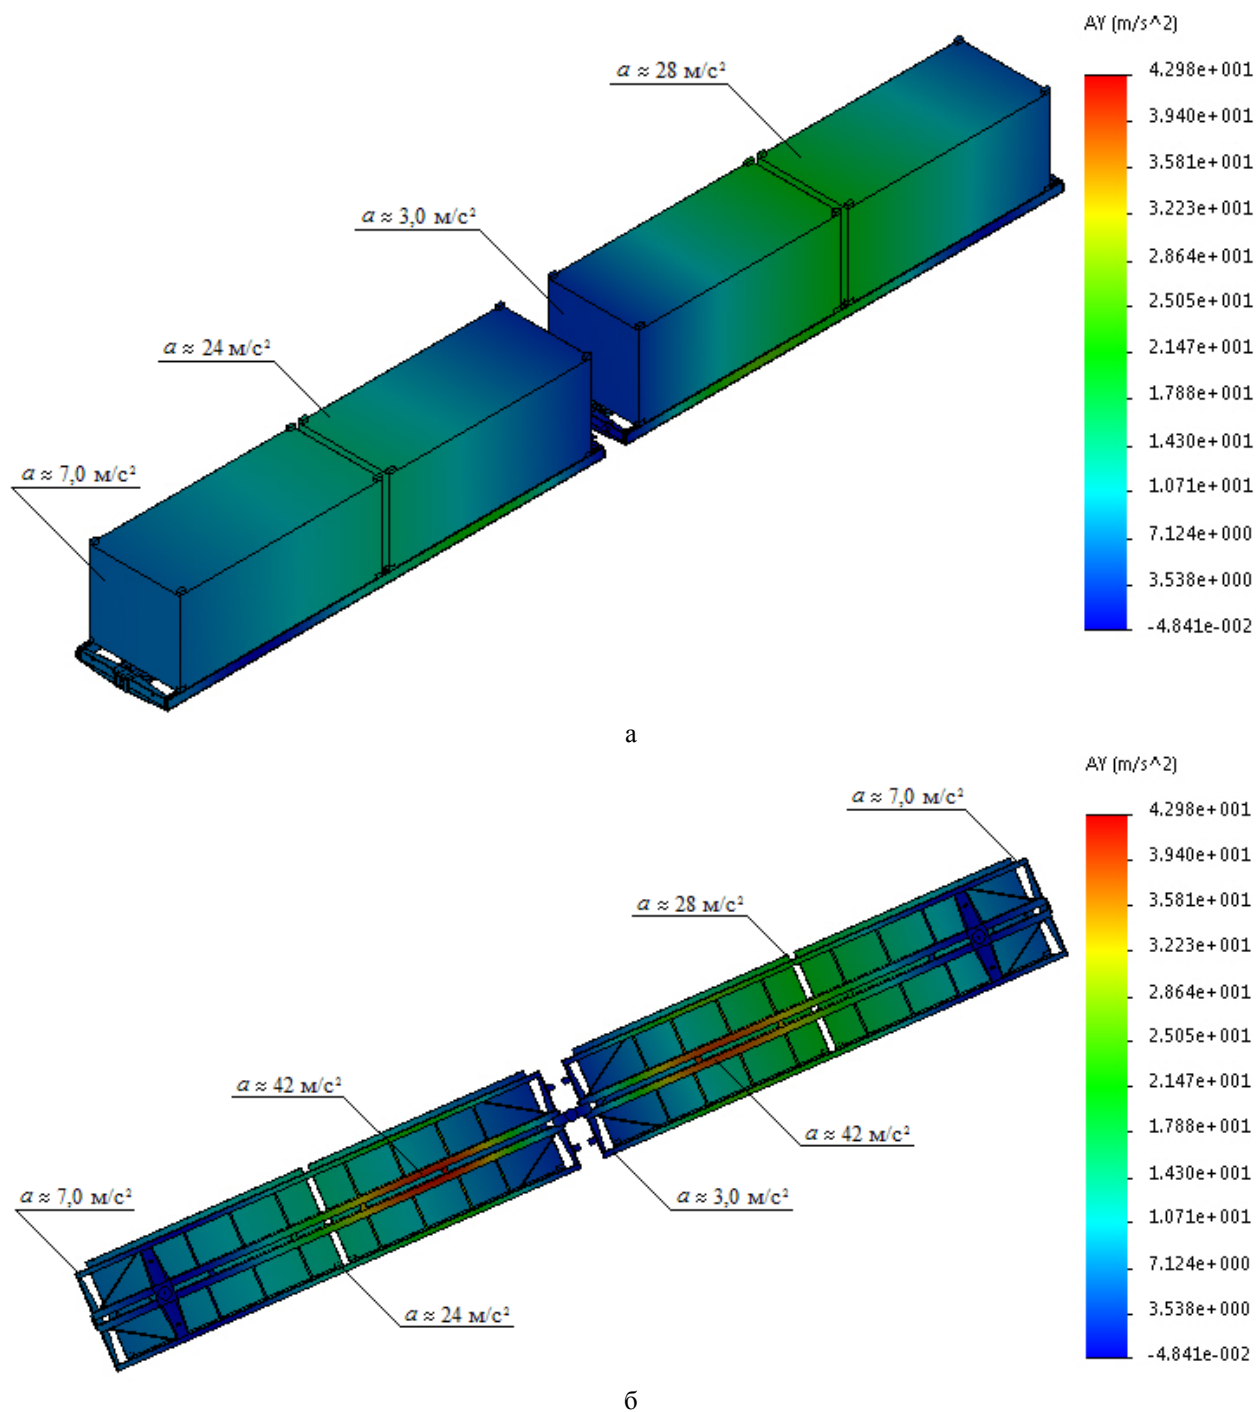 AY (m/s^2)
4.298e+001
3.940e+001
3.581e+001
3.223e+001
2.864e+001
2.505e+001
2.147e+001
1.788e+001
1.430e+001
1.071e+001
7.124e+000
3.538e+000
-4.841e-002
a ≈ 28 м/с²
a ≈ 3,0 м/с²
a ≈ 24 м/с²
a ≈ 7,0 м/с²
а
AY (m/s^2)
4.298e+001
3.940e+001
3.581e+001
3.223e+001
2.864e+001
2.505e+001
2.147e+001
1.788e+001
1.430e+001
1.071e+001
7.124e+000
3.538e+000
-4.841e-002
a ≈ 7,0 м/с²
a ≈ 28 м/с²
a ≈ 42 м/с²
a ≈ 42 м/с²
a ≈ 7,0 м/с²
a ≈ 3,0 м/с²
a ≈ 24 м/с²
б